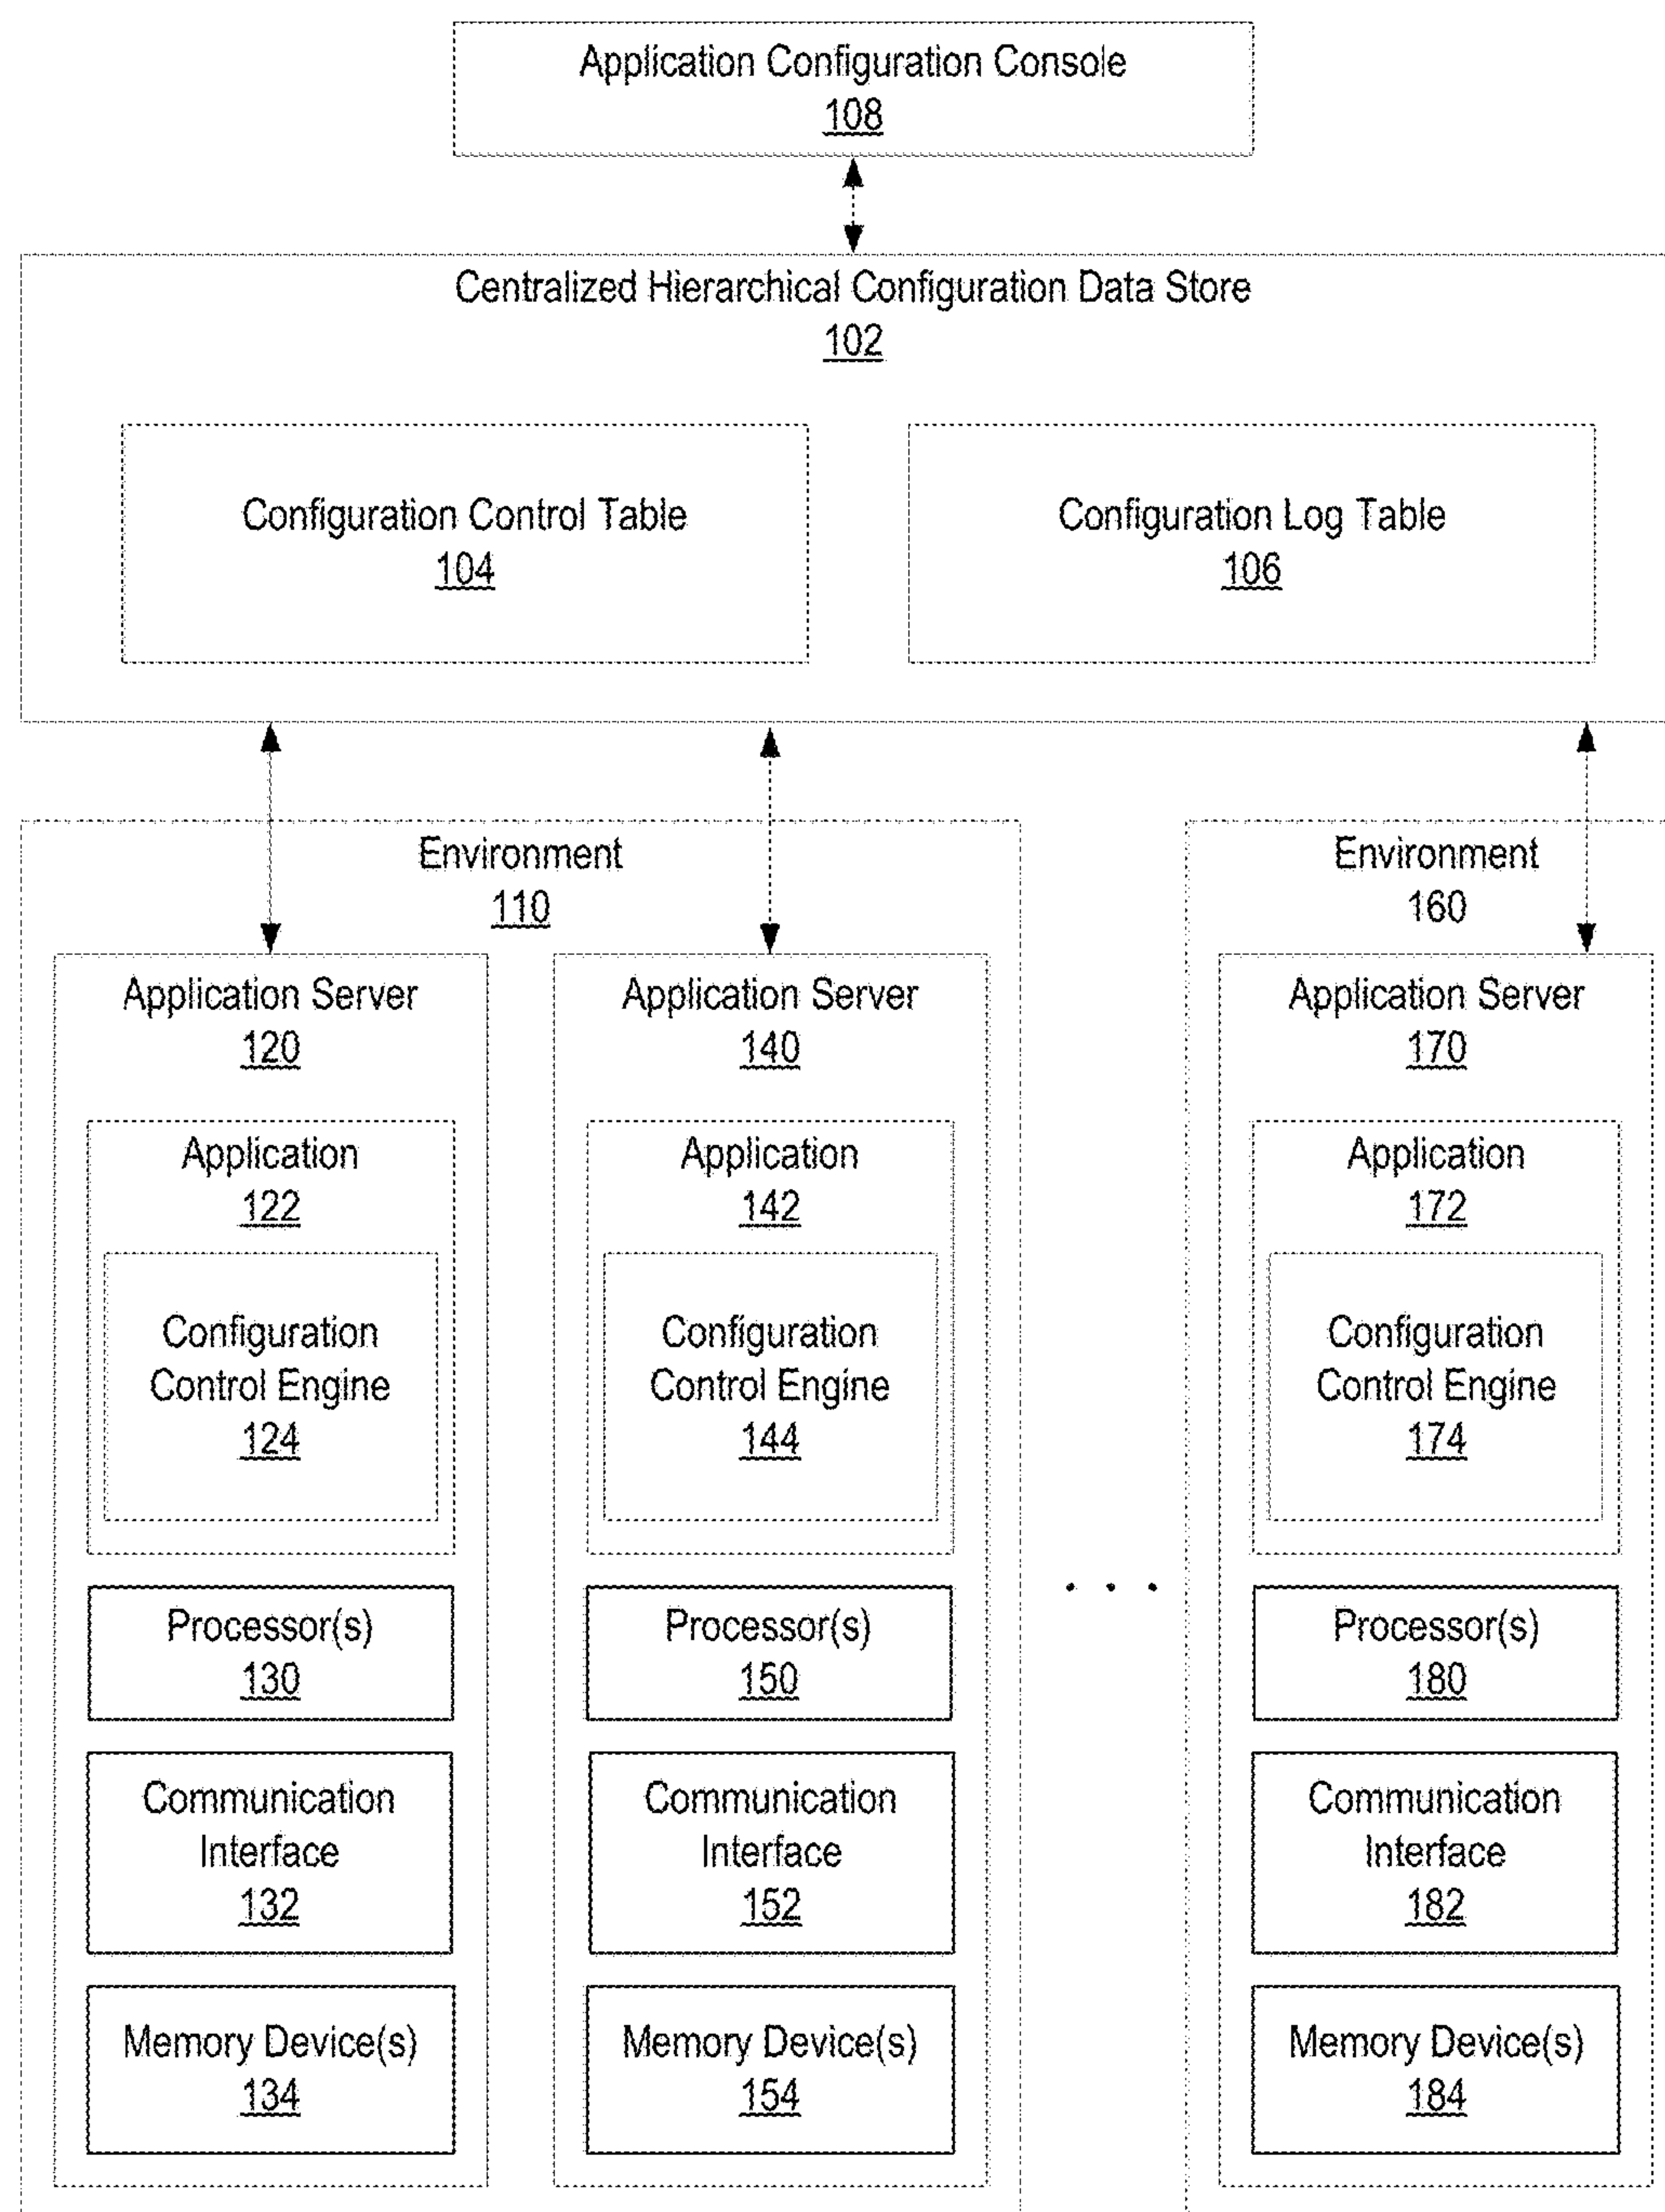 Application Configuration Console
108
Centralized Hierarchical Configuration Data Store
102
Configuration Control Table
104
Configuration Log Table
106
Environment
110
Application Server
120
Application
122
Configuration
Control Engine
124
Processor(s)
130
Communication
Interface
132
Memory Device(s)
134
Application Server
140
Application
142
Configuration
Control Engine
144
Processor(s)
150
Communication
Interface
152
Memory Device(s)
154
. . .
Environment
160
Application Server
170
Application
172
Configuration
Control Engine
174
Processor(s)
180
Communication
Interface
182
Memory Device(s)
184